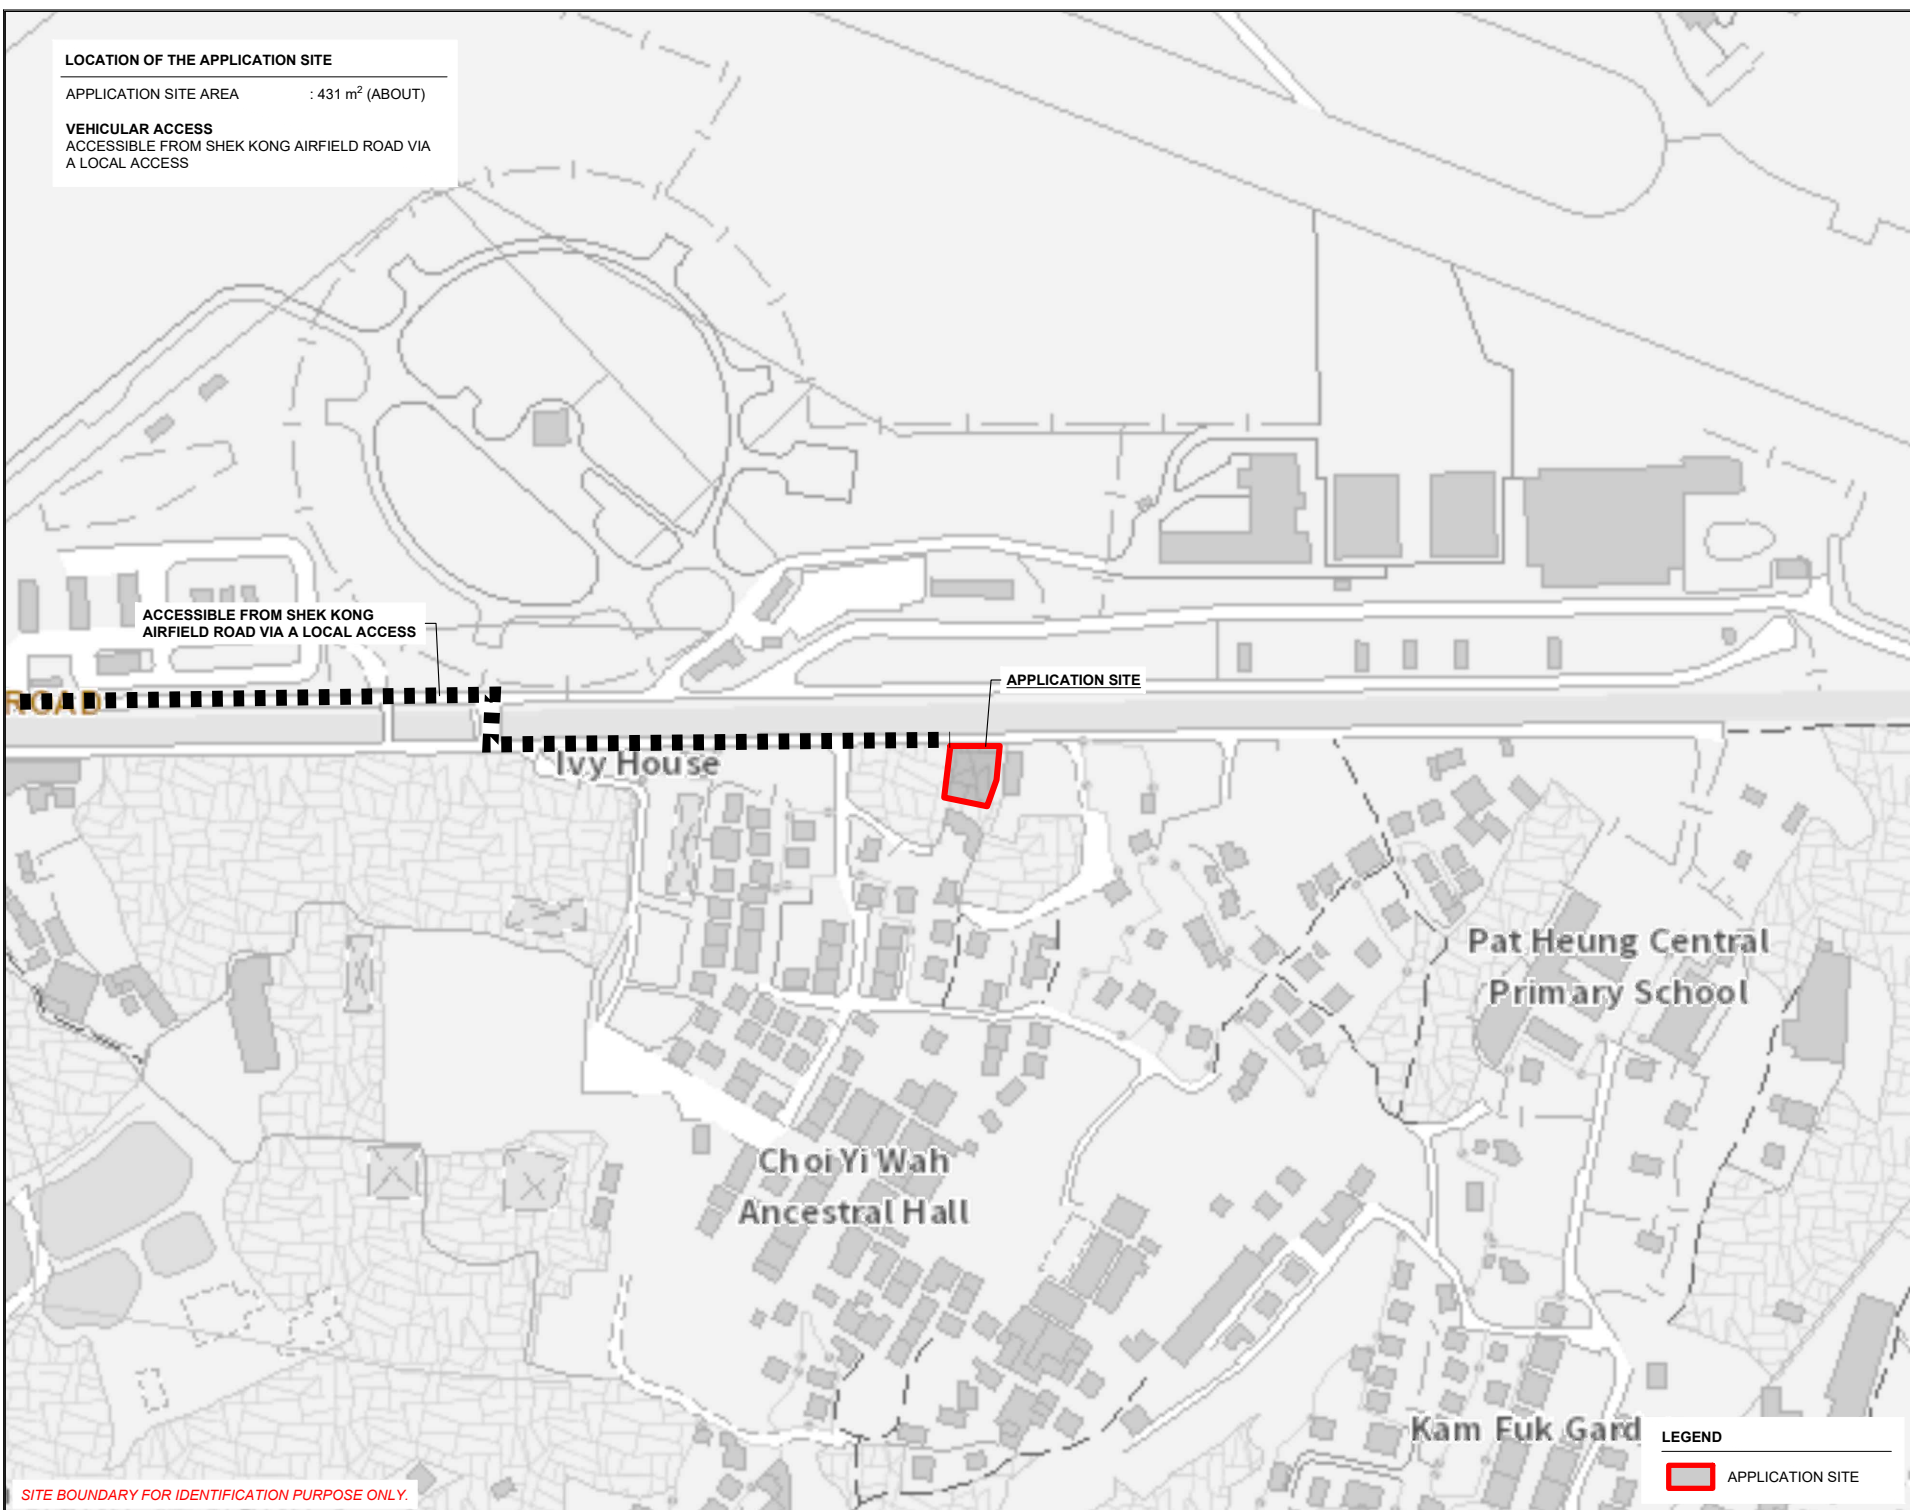 LOCATION OF THE APPLICATION SITE
APPLICATION SITE AREA : 431 m² (ABOUT)
VEHICULAR ACCESS
ACCESSIBLE FROM SHEK KONG AIRFIELD ROAD VIA
A LOCAL ACCESS
ACCESSIBLE FROM SHEK KONG
AIRFIELD ROAD VIA A LOCAL ACCESS
ROAD
APPLICATION SITE
Ivy House
Pat Heung Central
Primary School
Choi Yi Wah
Ancestral Hall
Kam Fuk Gard
LEGEND
APPLICATION SITE
SITE BOUNDARY FOR IDENTIFICATION PURPOSE ONLY.